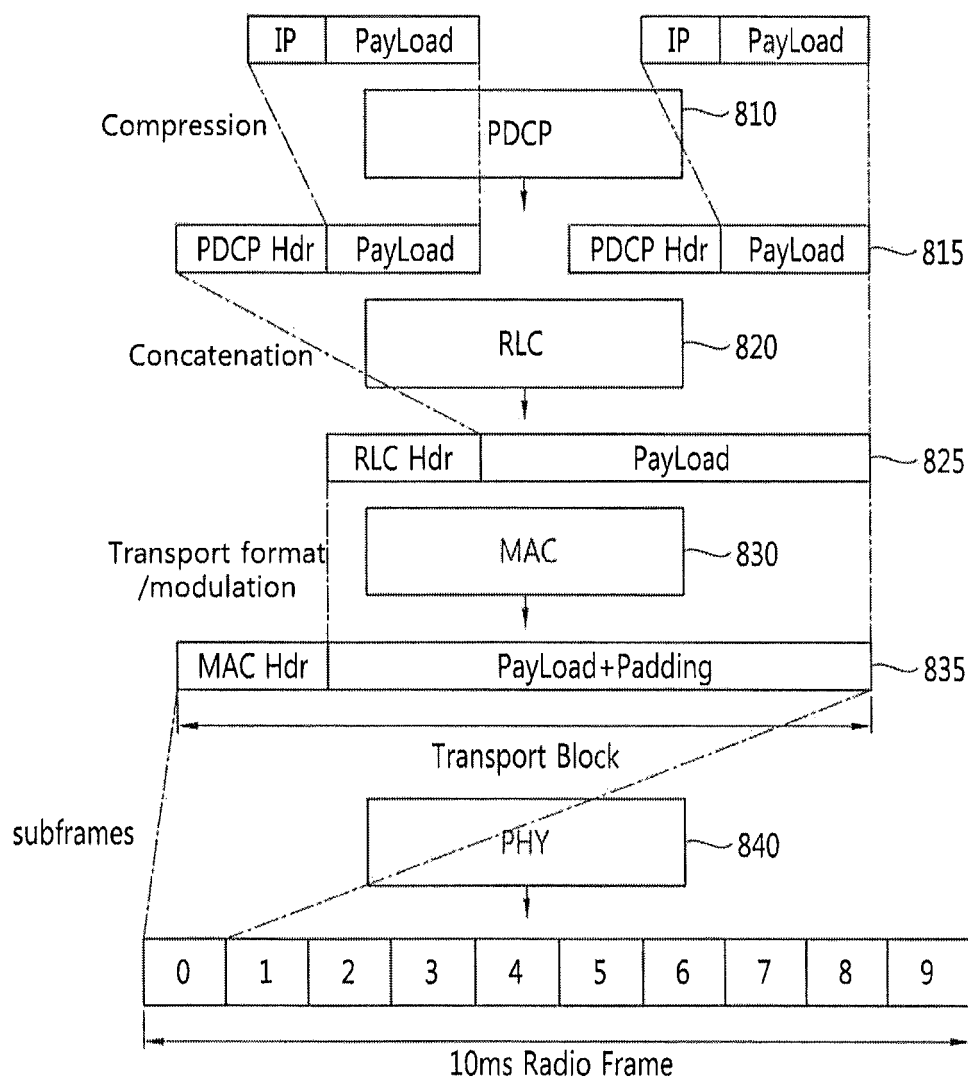 IP PayLoad IP PayLoad
Compression PDCP 810
PDCP Hdr PayLoad PDCP Hdr PayLoad 815
Concatenation RLC 820
RLC Hdr PayLoad 825
Transport format
/modulation
MAC 830
MAC Hdr PayLoad+Padding 835
Transport Block
subframes PHY 840
0 1 2 3 4 5 6 7 8 9
10ms Radio Frame